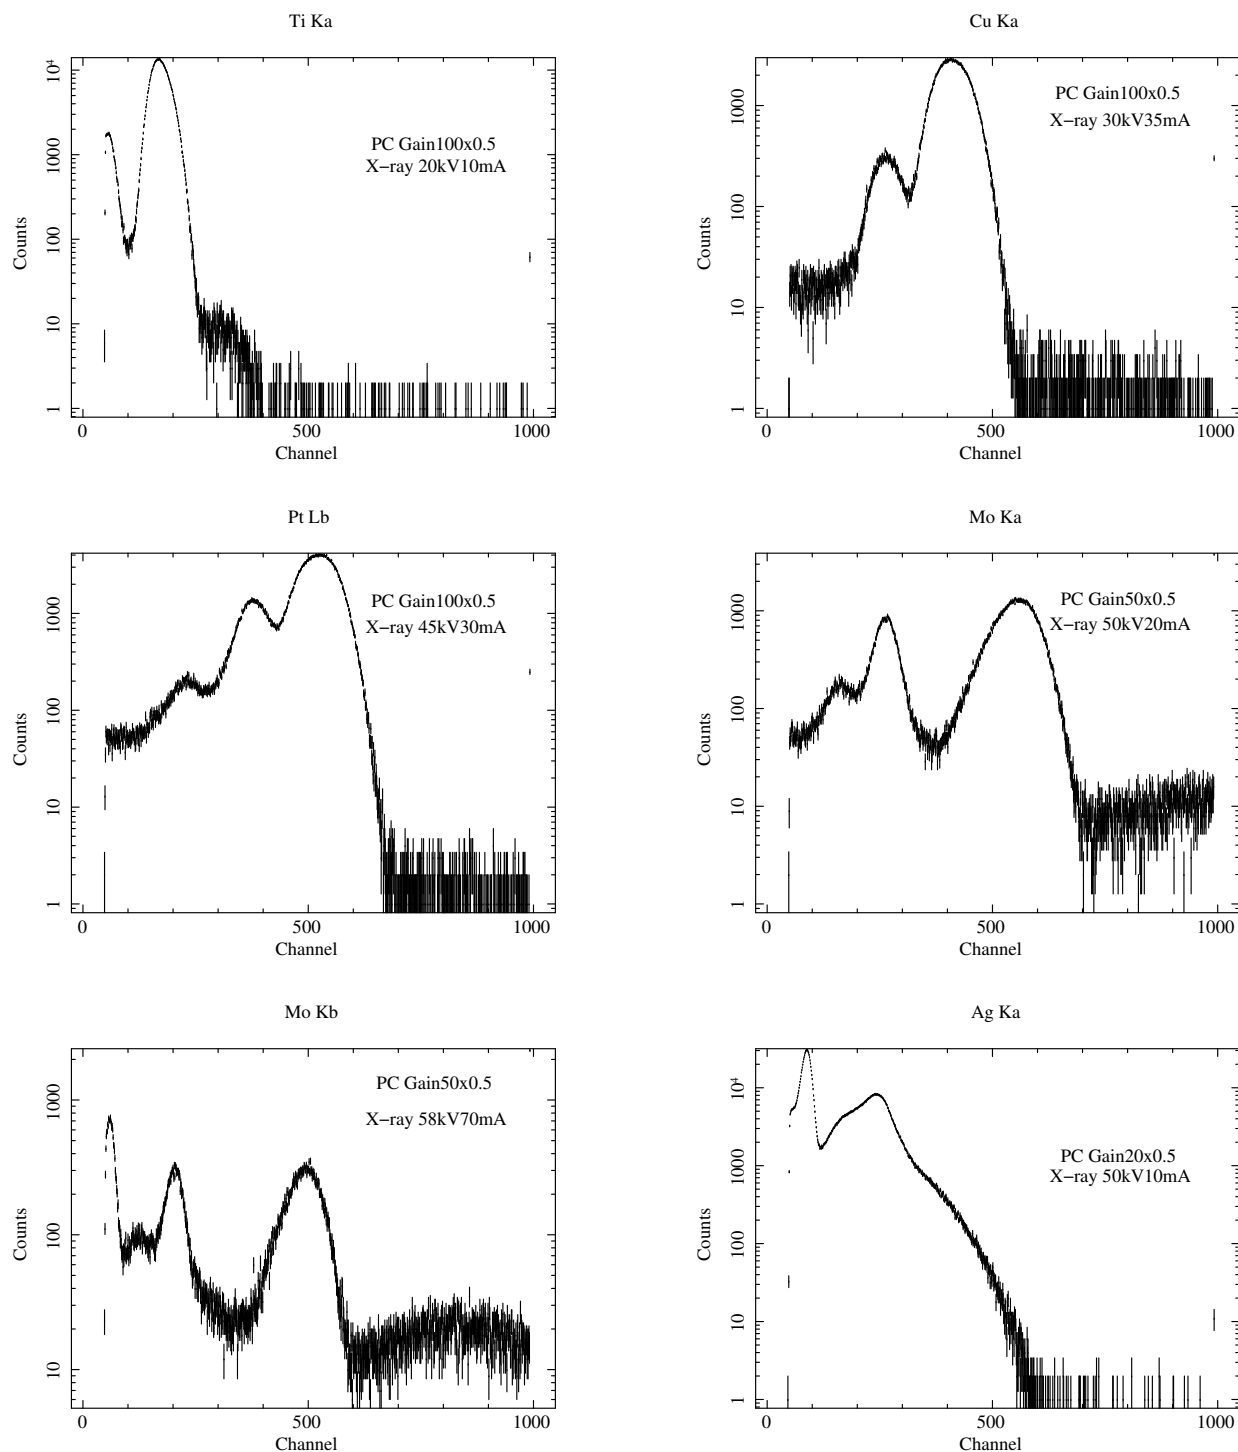 Ti Ka
10⁴
1000
100
10
1
Counts
PC Gain100x0.5
X−ray 20kV10mA
0
500
1000
Channel
Cu Ka
1000
100
10
1
Counts
PC Gain100x0.5
X−ray 30kV35mA
0
500
1000
Channel
Pt Lb
1000
100
10
1
Counts
PC Gain100x0.5
X−ray 45kV30mA
0
500
1000
Channel
Mo Ka
1000
100
10
1
Counts
PC Gain50x0.5
X−ray 50kV20mA
0
500
1000
Channel
Mo Kb
1000
100
10
Counts
PC Gain50x0.5
X−ray 58kV70mA
0
500
1000
Channel
Ag Ka
10⁴
1000
100
10
1
Counts
PC Gain20x0.5
X−ray 50kV10mA
0
500
1000
Channel